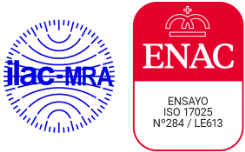 ilac-MRA
ENAC
ENSAYO
ISO 17025
Nº284 / LE613